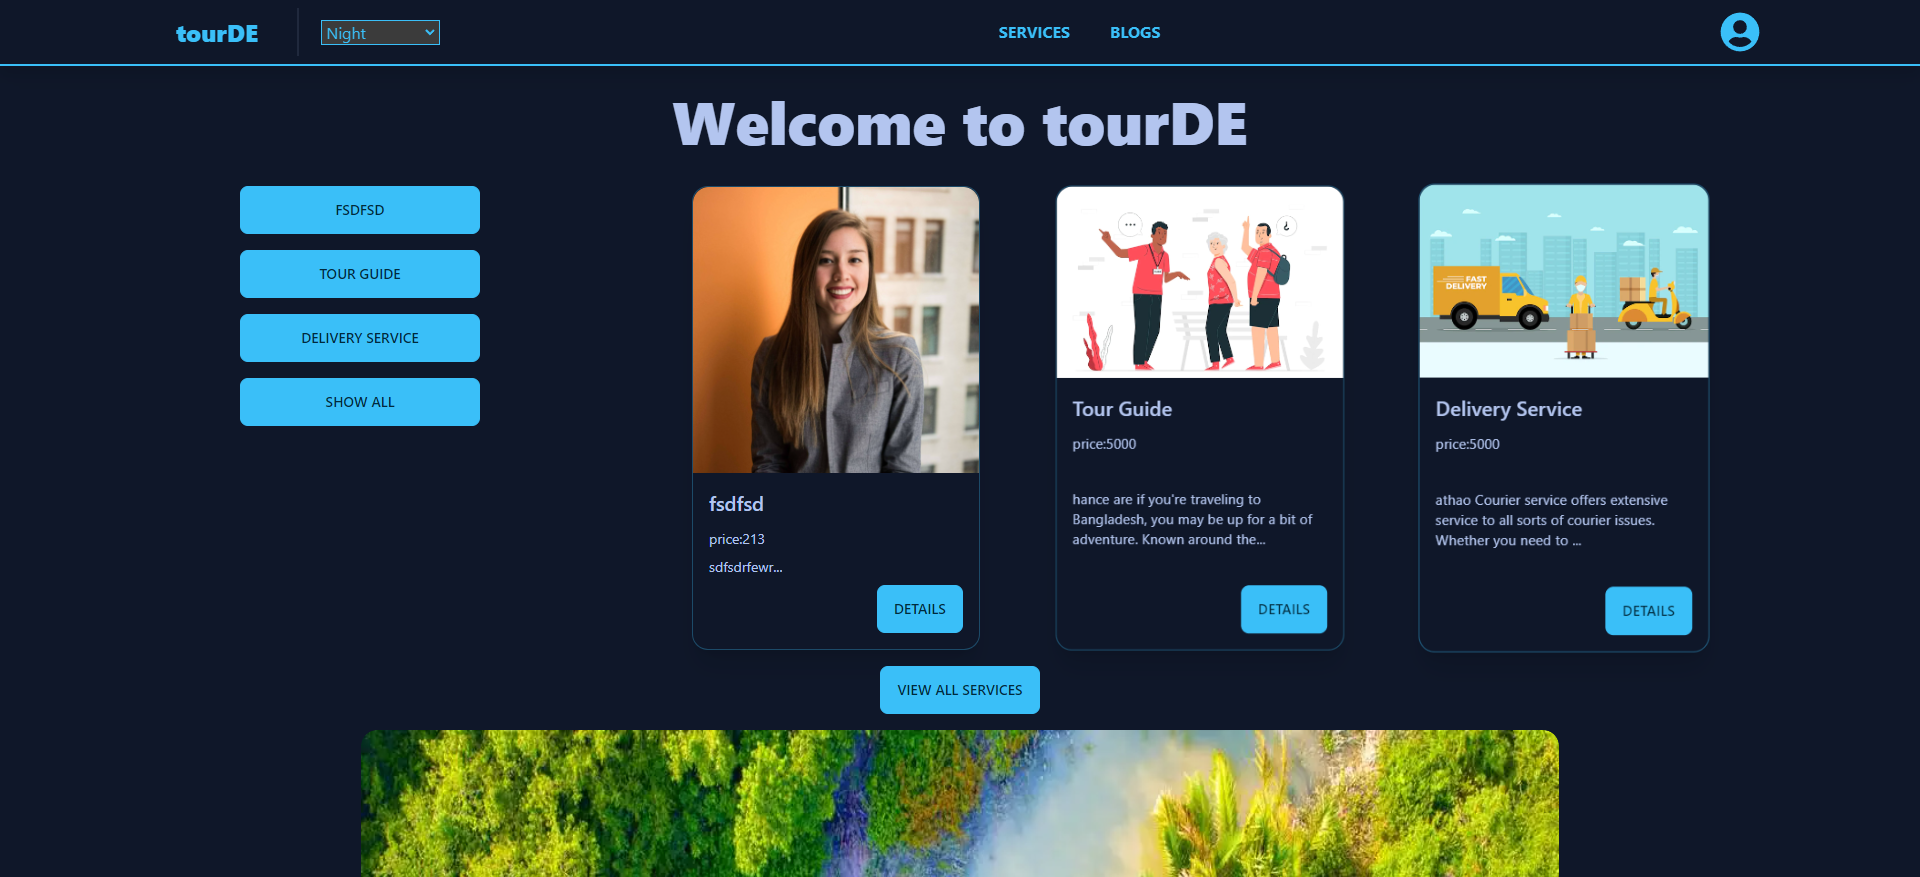 tourDE
Night
SERVICES
BLOGS
Welcome to tourDE
FSDFSD
TOUR GUIDE
DELIVERY SERVICE
SHOW ALL
fsdfsd
price:213
sdfsdrfewr...
DETAILS
Tour Guide
price:5000
hance are if you're traveling to
Bangladesh, you may be up for a bit of
adventure. Known around the...
DETAILS
FAST
DELIVERY
Delivery Service
price:5000
athao Courier service offers extensive
service to all sorts of courier issues.
Whether you need to ...
DETAILS
VIEW ALL SERVICES